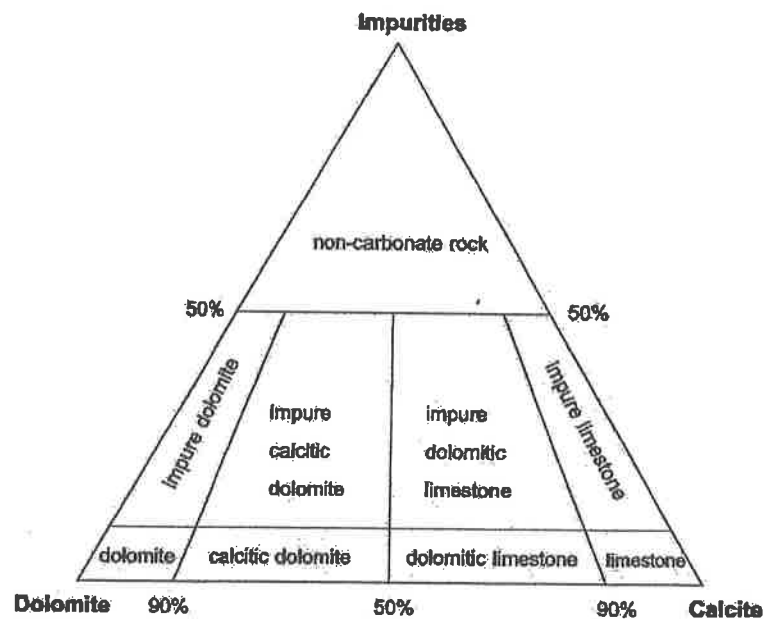 Impurities
non-carbonate rock
50%
50%
Impure dolomite
Impure
calcitic
dolomite
impure
dolomitic
limestone
Impure limestone
dolomite
calcitic dolomite
dolomitic limestone
limestone
Dolomite
90%
50%
90%
Calcite